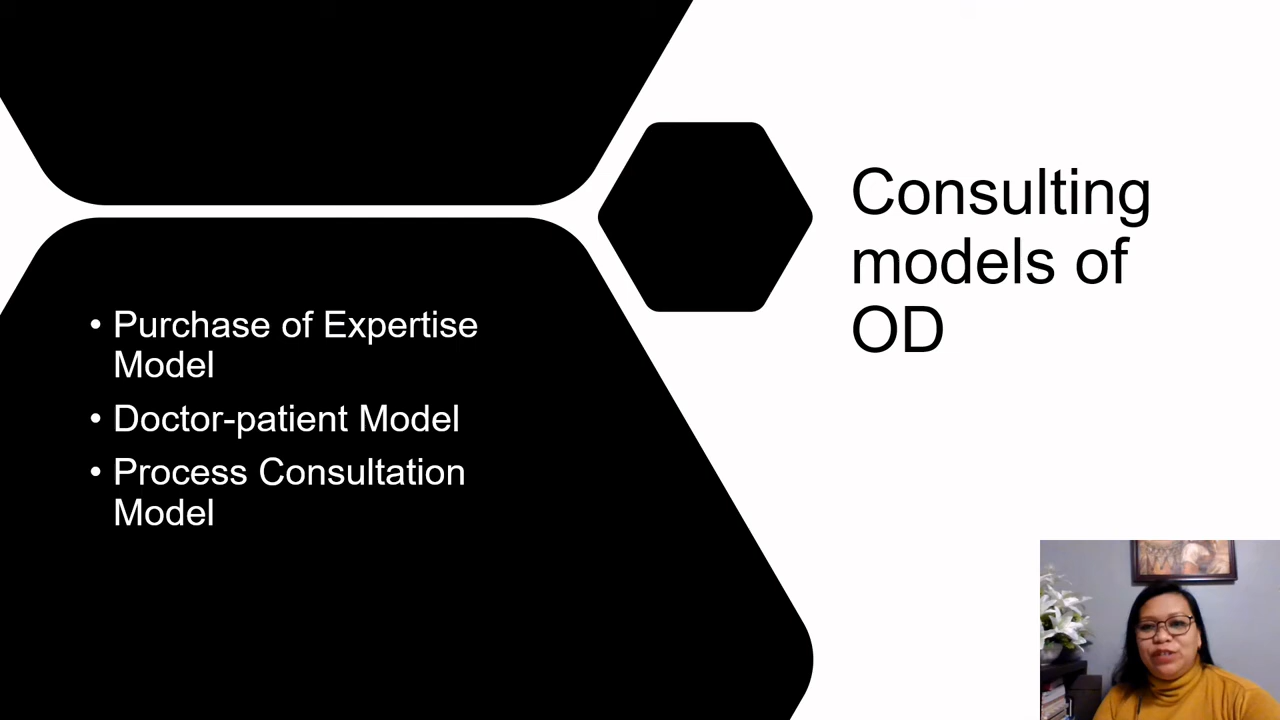 Consulting
models of
OD
• Purchase of Expertise
Model
• Doctor-patient Model
• Process Consultation
Model